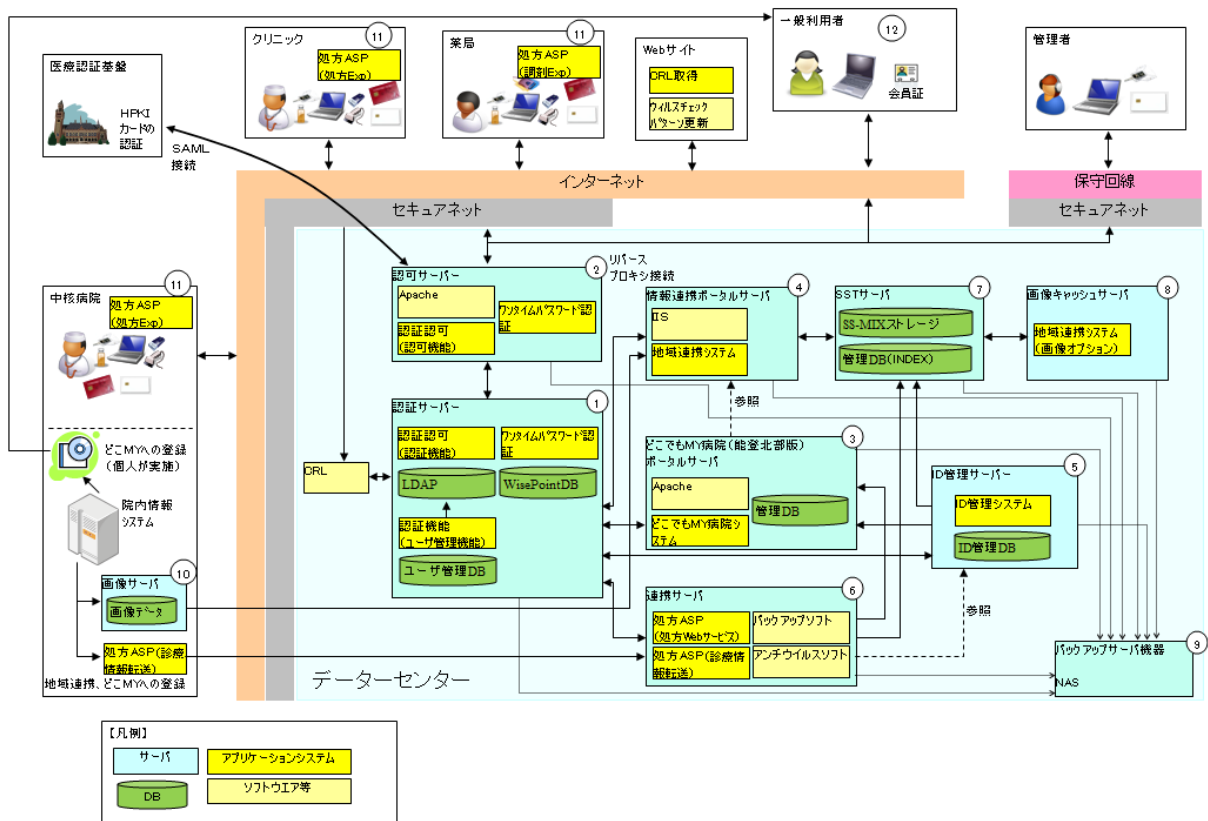 一般利用者
12
会員証
クリニック
11
処方ASP
(処方Exp)
薬局
11
処方ASP
(調剤Exp)
Webサイト
CRL取得
ウィルスチェック
パターン更新
管理者
医療認証基盤
HPKI
カードの
認証
SAML
接続
インターネット
保守回線
セキュアネット
セキュアネット
中核病院
11
処方ASP
(処方Exp)
どこMYへの登録
(個人が実施)
院内情報
システム
画像サーバ
10
画像データ
処方ASP(診療
情報転送)
地域連携、どこMYへの登録
CRL
認可サーバー
2
Apache
認証認可
(認可機能)
ワンタイムパスワード認
証
リバース
プロキシ接続
情報連携ポータルサーバ
4
IIS
地域連携システム
SSTサーバ
7
SS-MIXストレージ
管理DB(INDEX)
画像キャッシュサーバ
8
地域連携システム
(画像オプション)
認証サーバー
1
認証認可
(認証機能)
ワンタイムパスワード認
証
LDAP
WisePointDB
認証機能
(ユーザ管理機能)
ユーザ管理DB
参照
どこでもMY病院(能登北部版)
ポータルサーバ
3
Apache
どこでもMY病院シ
ステム
管理DB
ID管理サーバー
5
ID管理システム
ID管理DB
連携サーバ
6
処方ASP
(処方Webサービス)
バックアップソフト
処方ASP(診療情
報転送)
アンチウイルスソフト
参照
バックアップサーバ機器
9
NAS
データーセンター
【凡例】
サーバ
アプリケーションシステム
DB
ソフトウエア等